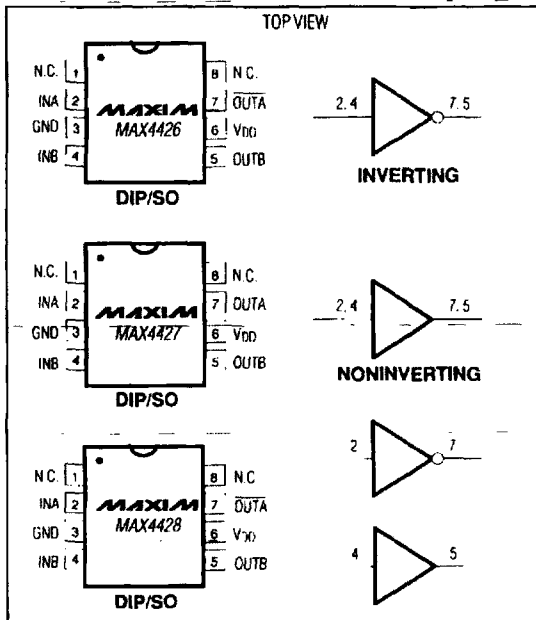 TOP VIEW
N.C. 1 8 N.C.
INA 2 7 OUTA
GND 3 6 VDD
INB 4 5 OUTB
MAXIM
MAX4426
DIP/SO
2,4 7,5
INVERTING
N.C. 1 8 N.C.
INA 2 7 OUTA
GND 3 6 VDD
INB 4 5 OUTB
MAXIM
MAX4427
DIP/SO
2,4 7,5
NONINVERTING
N.C. 1 8 N.C
INA 2 7 OUTA
GND 3 6 VDD
INB 4 5 OUTB
MAXIM
MAX4428
DIP/SO
2 7
4 5